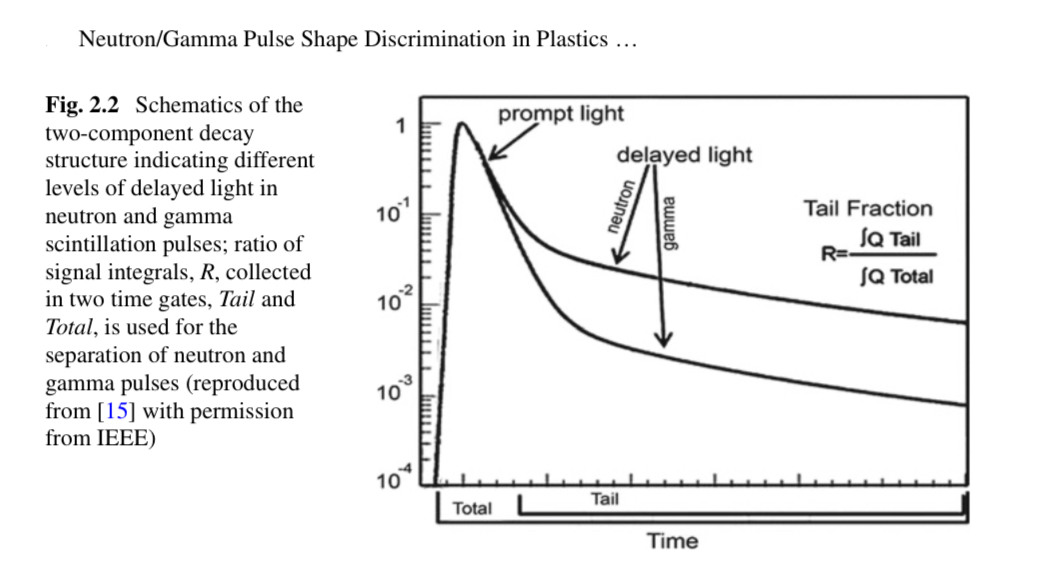 Neutron/Gamma Pulse Shape Discrimination in Plastics …
Fig. 2.2 Schematics of the
two-component decay
structure indicating different
levels of delayed light in
neutron and gamma
scintillation pulses; ratio of
signal integrals, R, collected
in two time gates, Tail and
Total, is used for the
separation of neutron and
gamma pulses (reproduced
from [15] with permission
from IEEE)
prompt light
delayed light
neutron
gamma
Tail Fraction
R= ∫Q Tail
∫Q Total
1
10⁻¹
10⁻²
10⁻³
10⁻⁴
Total
Tail
Time